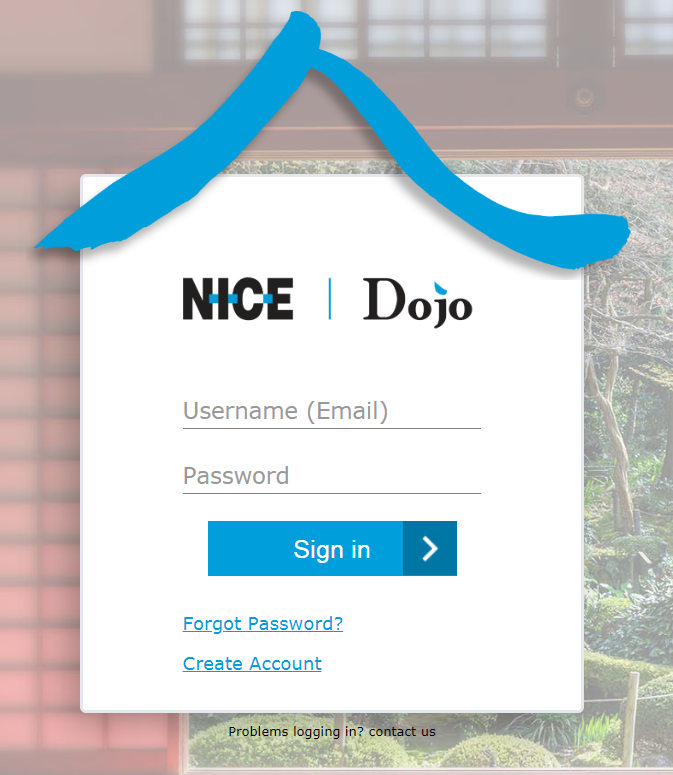 NICE | Dojo
Username (Email)
Password
Sign in
Forgot Password?
Create Account
Problems logging in? contact us